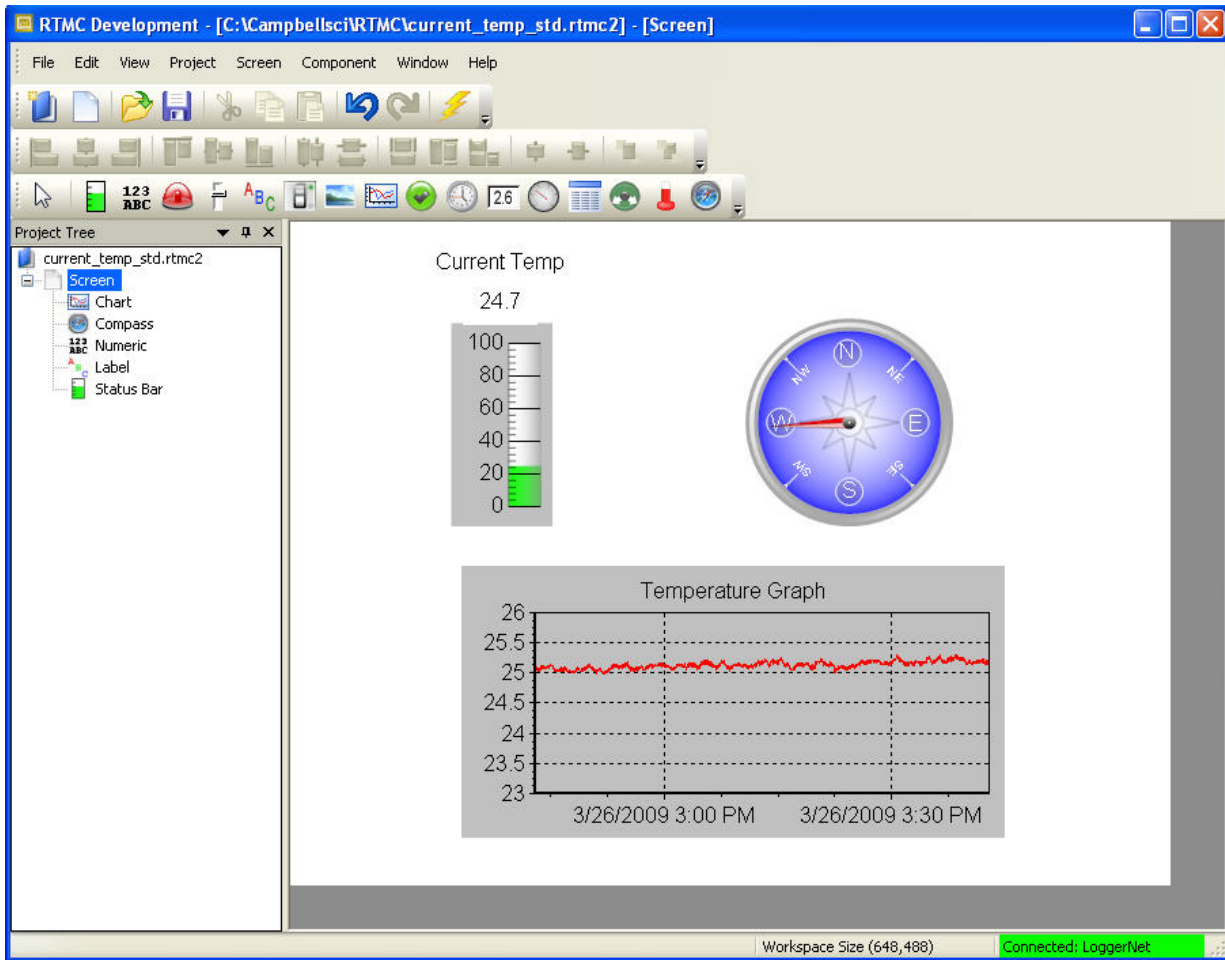 RTMC Development - [C:\Campbellsci\RTMC\current_temp_std.rtmc2] - [Screen]
File Edit View Project Screen Component Window Help
123
ABC
A B C
2.6
Project Tree
current_temp_std.rtmc2
Screen
Chart
Compass
123
ABC
Numeric
A B C
Label
Status Bar
Current Temp
24.7
100
80
60
40
20
0
N
NW
NE
W
E
SW
SE
S
Temperature Graph
26
25.5
25
24.5
24
23.5
23
3/26/2009 3:00 PM 3/26/2009 3:30 PM
Workspace Size (648,488) Connected: LoggerNet